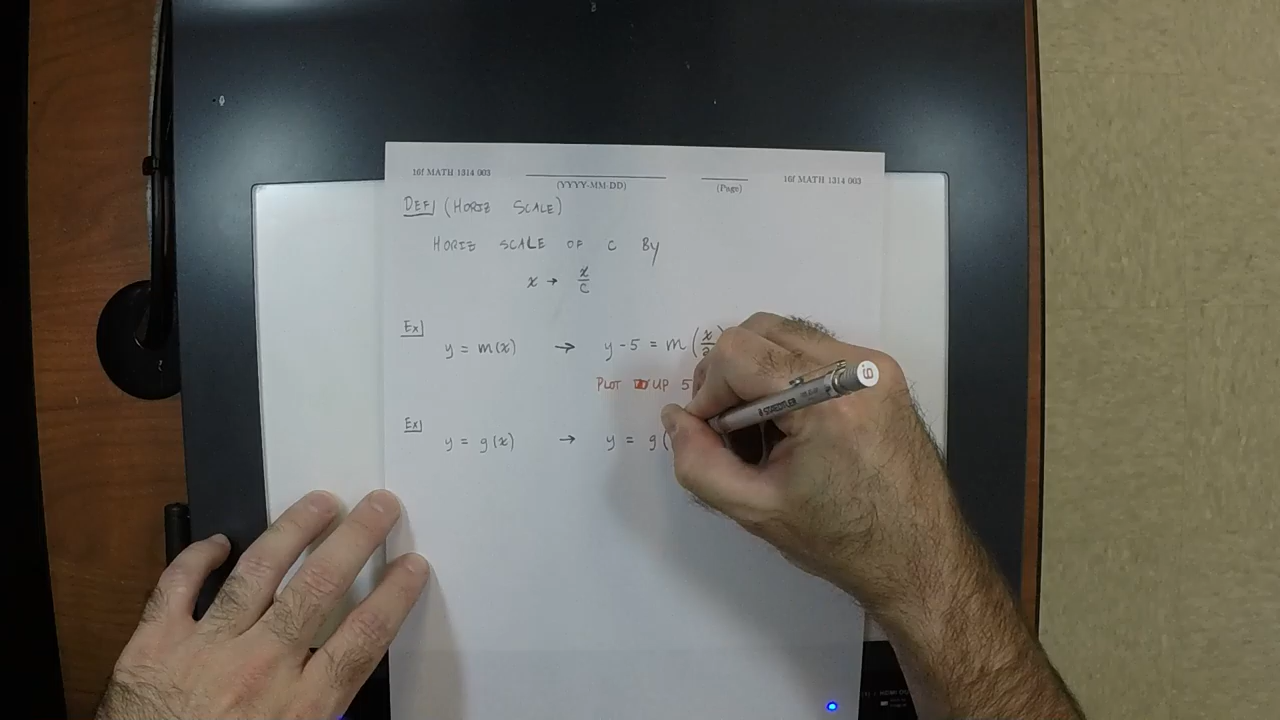 16f MATH 1314 003 (YYYY-MM-DD) (Page) 16f MATH 1314 003
DEF (HORIZ SCALE)
HORIZ SCALE OF C BY
x → x/c
Ex y = m(x) → y - 5 = m(x/
PLOT UP 5
Ex y = g(x) → y = g(
STAEDTLER